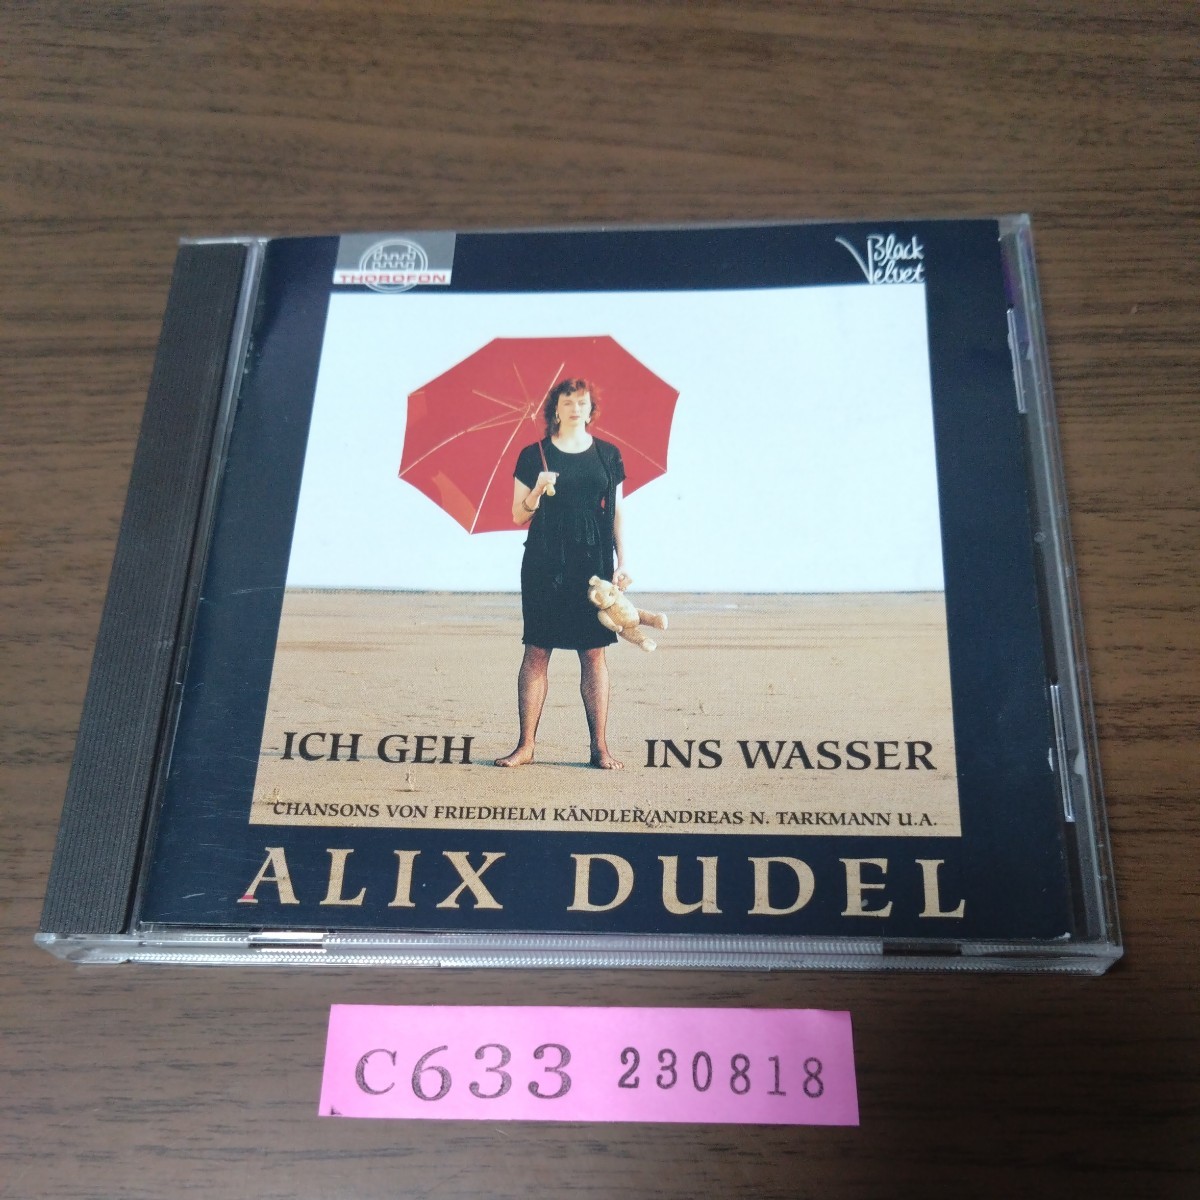 THOROFON
Black
Velvet
ICH GEH INS WASSER
CHANSONS VON FRIEDHELM KÄNDLER/ANDREAS N. TARKMANN U.A.
ALIX DUDEL
C633 230818